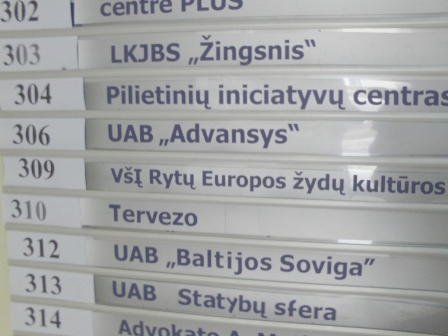 302 centre PLUS
303 LKJBS „Žingsnis“
304 Pilietinių iniciatyvų centras
306 UAB „Advansys“
309 VšĮ Rytų Europos žydų kultūros
310 Tervezo
312 UAB „Baltijos Soviga”
313 UAB Statybų sfera
314 Advokato A.